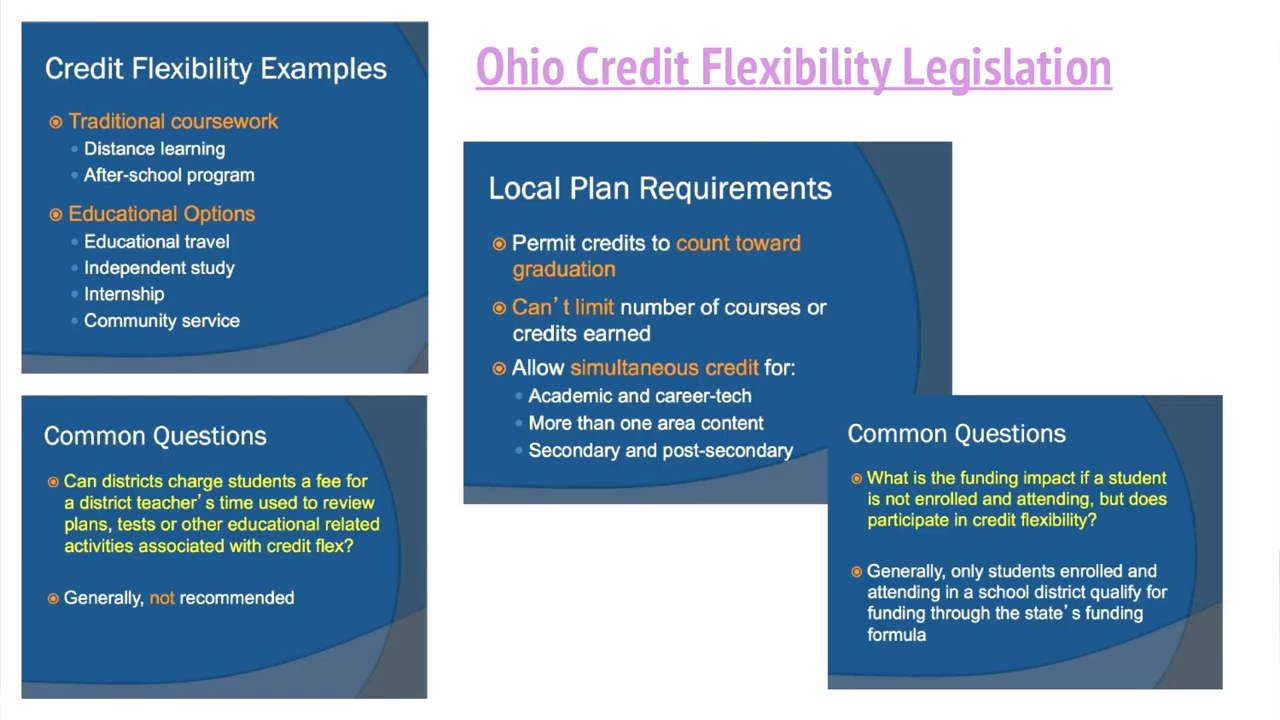 Credit Flexibility Examples
Traditional coursework
Distance learning
After-school program
Educational Options
Educational travel
Independent study
Internship
Community service
Ohio Credit Flexibility Legislation
Local Plan Requirements
Permit credits to count toward
graduation
Can't limit number of courses or
credits earned
Allow simultaneous credit for:
Academic and career-tech
More than one area content
Secondary and post-secondary
Common Questions
Can districts charge students a fee for
a district teacher's time used to review
plans, tests or other educational related
activities associated with credit flex?
Generally, not recommended
Common Questions
What is the funding impact if a student
is not enrolled and attending, but does
participate in credit flexibility?
Generally, only students enrolled and
attending in a school district qualify for
funding through the state's funding
formula